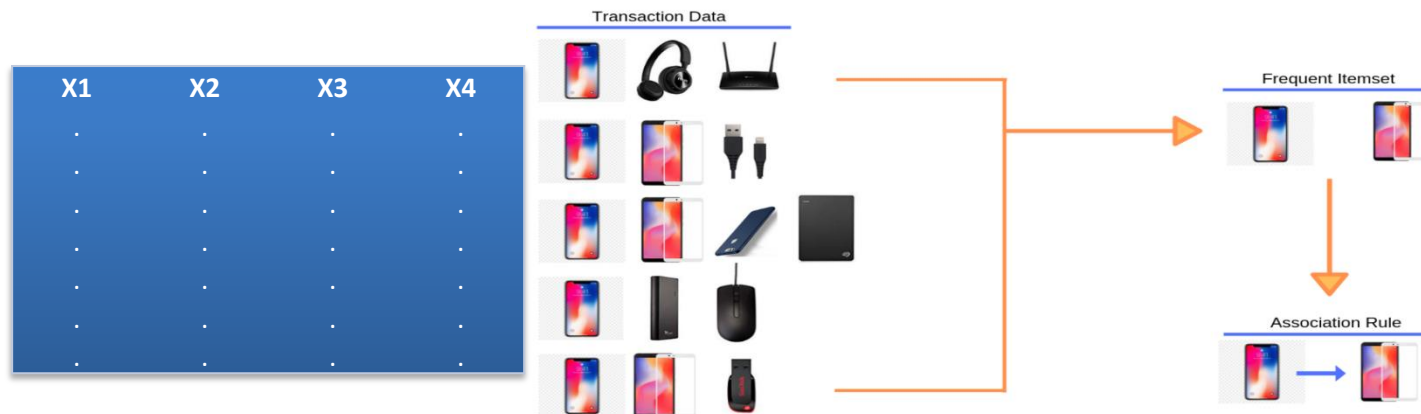 Transaction Data
X1 X2 X3 X4
. . . .
. . . .
. . . .
. . . .
. . . .
. . . .
. . . .
Frequent Itemset
Association Rule